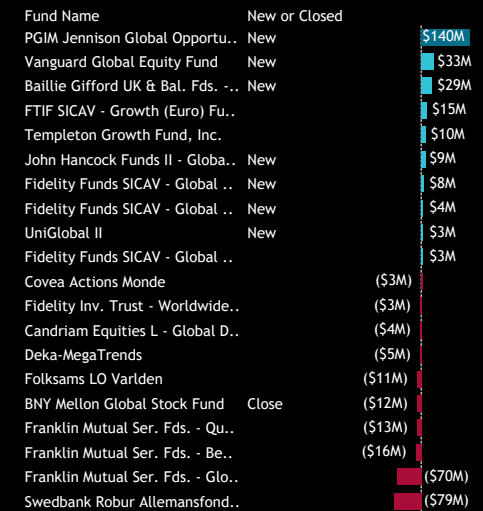 Fund Name New or Closed
PGIM Jennison Global Opportu.. New $140M
Vanguard Global Equity Fund New $33M
Baillie Gifford UK & Bal. Fds. -.. New $29M
FTIF SICAV - Growth (Euro) Fu.. $15M
Templeton Growth Fund, Inc. $10M
John Hancock Funds II - Globa.. New $9M
Fidelity Funds SICAV - Global .. New $8M
Fidelity Funds SICAV - Global .. New $4M
UniGlobal II New $3M
Fidelity Funds SICAV - Global .. $3M
Covea Actions Monde ($3M)
Fidelity Inv. Trust - Worldwide.. ($3M)
Candriam Equities L - Global D.. ($4M)
Deka-MegaTrends ($5M)
Folksams LO Varlden ($11M)
BNY Mellon Global Stock Fund Close ($12M)
Franklin Mutual Ser. Fds. - Qu.. ($13M)
Franklin Mutual Ser. Fds. - Be.. ($16M)
Franklin Mutual Ser. Fds. - Glo.. ($70M)
Swedbank Robur Allemansfond.. ($79M)